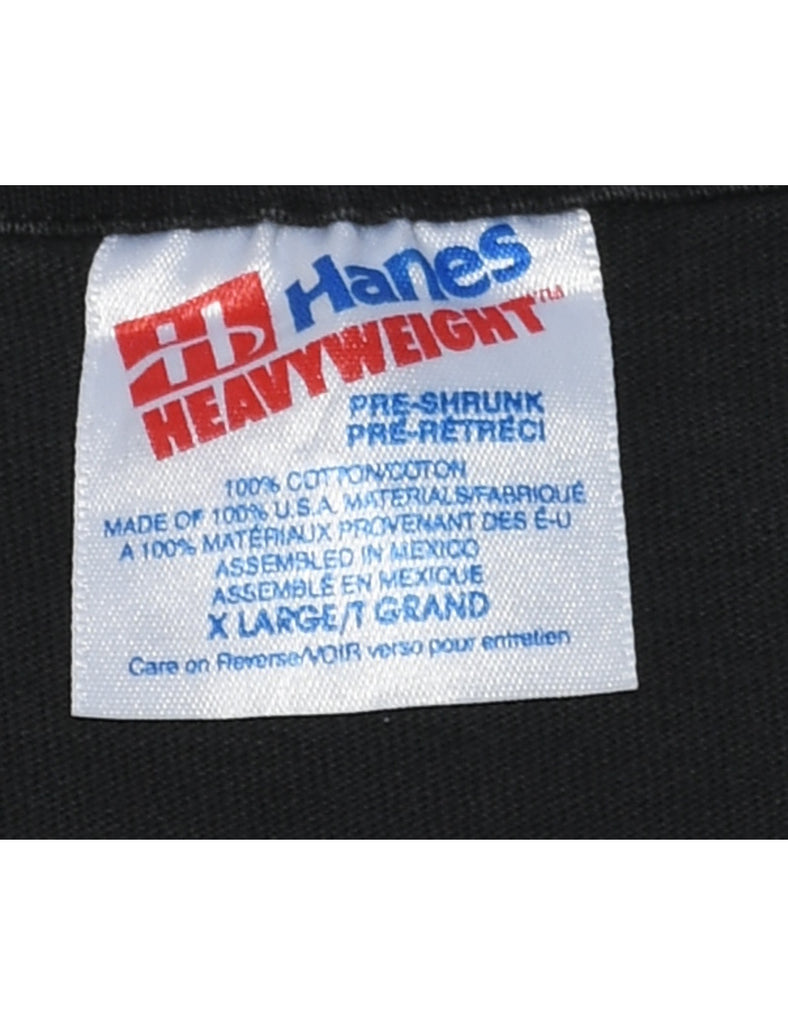 H Hanes
HEAVYWEIGHT™
PRE-SHRUNK
PRÉ-RÉTRÉCI
100% COTTON/COTON
MADE OF 100% U.S.A. MATERIALS/FABRIQUÉ
A 100% MATÉRIAUX PROVENANT DES É-U
ASSEMBLED IN MEXICO
ASSEMBLÉ EN MEXIQUE
X LARGE/T GRAND
Care on Reverse/VOIR verso pour entretien